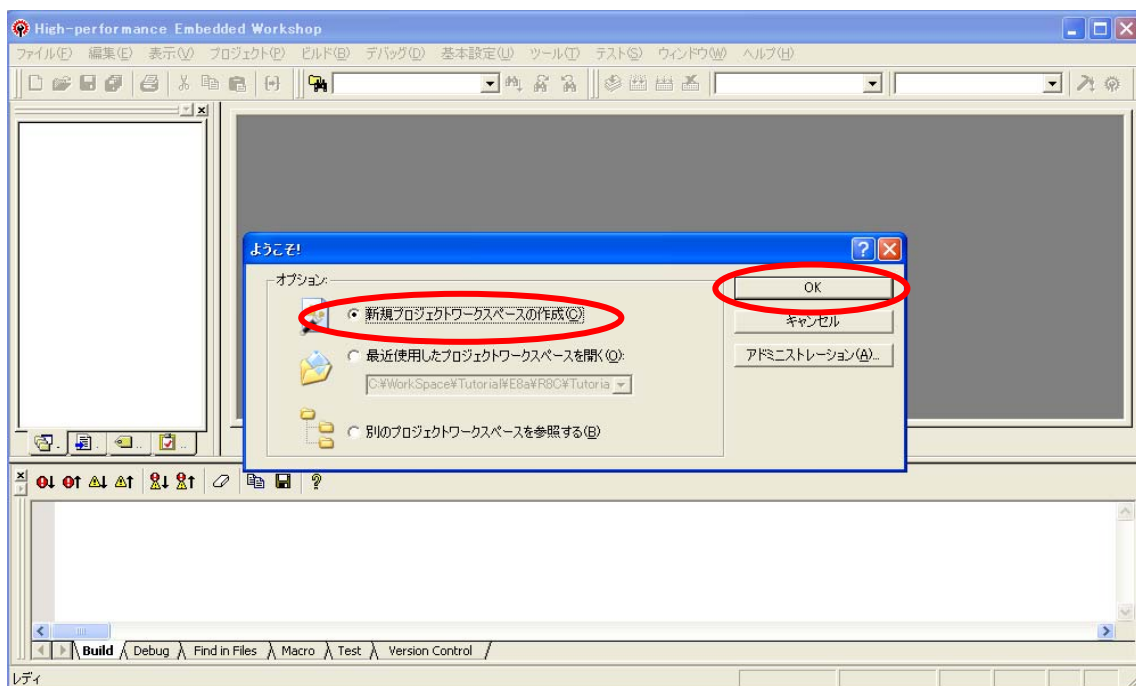 High-performance Embedded Workshop
ファイル(F) 編集(E) 表示(V) プロジェクト(P) ビルド(B) デバッグ(D) 基本設定(U) ツール(T) テスト(S) ウィンドウ(W) ヘルプ(H)
ようこそ!
オプション:
OK
新規プロジェクトワークスペースの作成(C)
キャンセル
最近使用したプロジェクトワークスペースを開く(O):
アドミニストレーション(A)...
C:¥WorkSpace¥Tutorial¥E8a¥R8C¥Tutoria
別のプロジェクトワークスペースを参照する(B)
Build Debug Find in Files Macro Test Version Control
レディ